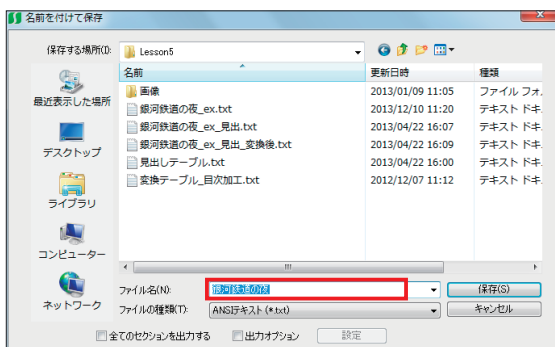 名前を付けて保存
保存する場所(I):
Lesson5
名前
更新日時
種類
画像
2013/01/09 11:05
ファイル フォ.
銀河鉄道の夜_ex.txt
2013/12/10 11:20
テキスト ドキ.
銀河鉄道の夜_ex_見出.txt
2013/04/22 16:07
テキスト ドキ.
銀河鉄道の夜_ex_見出_変換後.txt
2013/04/22 16:09
テキスト ドキ.
見出しテーブル.txt
2013/04/22 16:00
テキスト ドキ.
変換テーブル_目次加工.txt
2012/12/07 11:12
テキスト ドキ.
最近表示した場所
デスクトップ
ライブラリ
コンピューター
ネットワーク
ファイル名(N):
銀河鉄道の夜
保存(S)
ファイルの種類(T):
ANSIテキスト (*.txt)
キャンセル
全てのセクションを出力する
出力オプション
設定